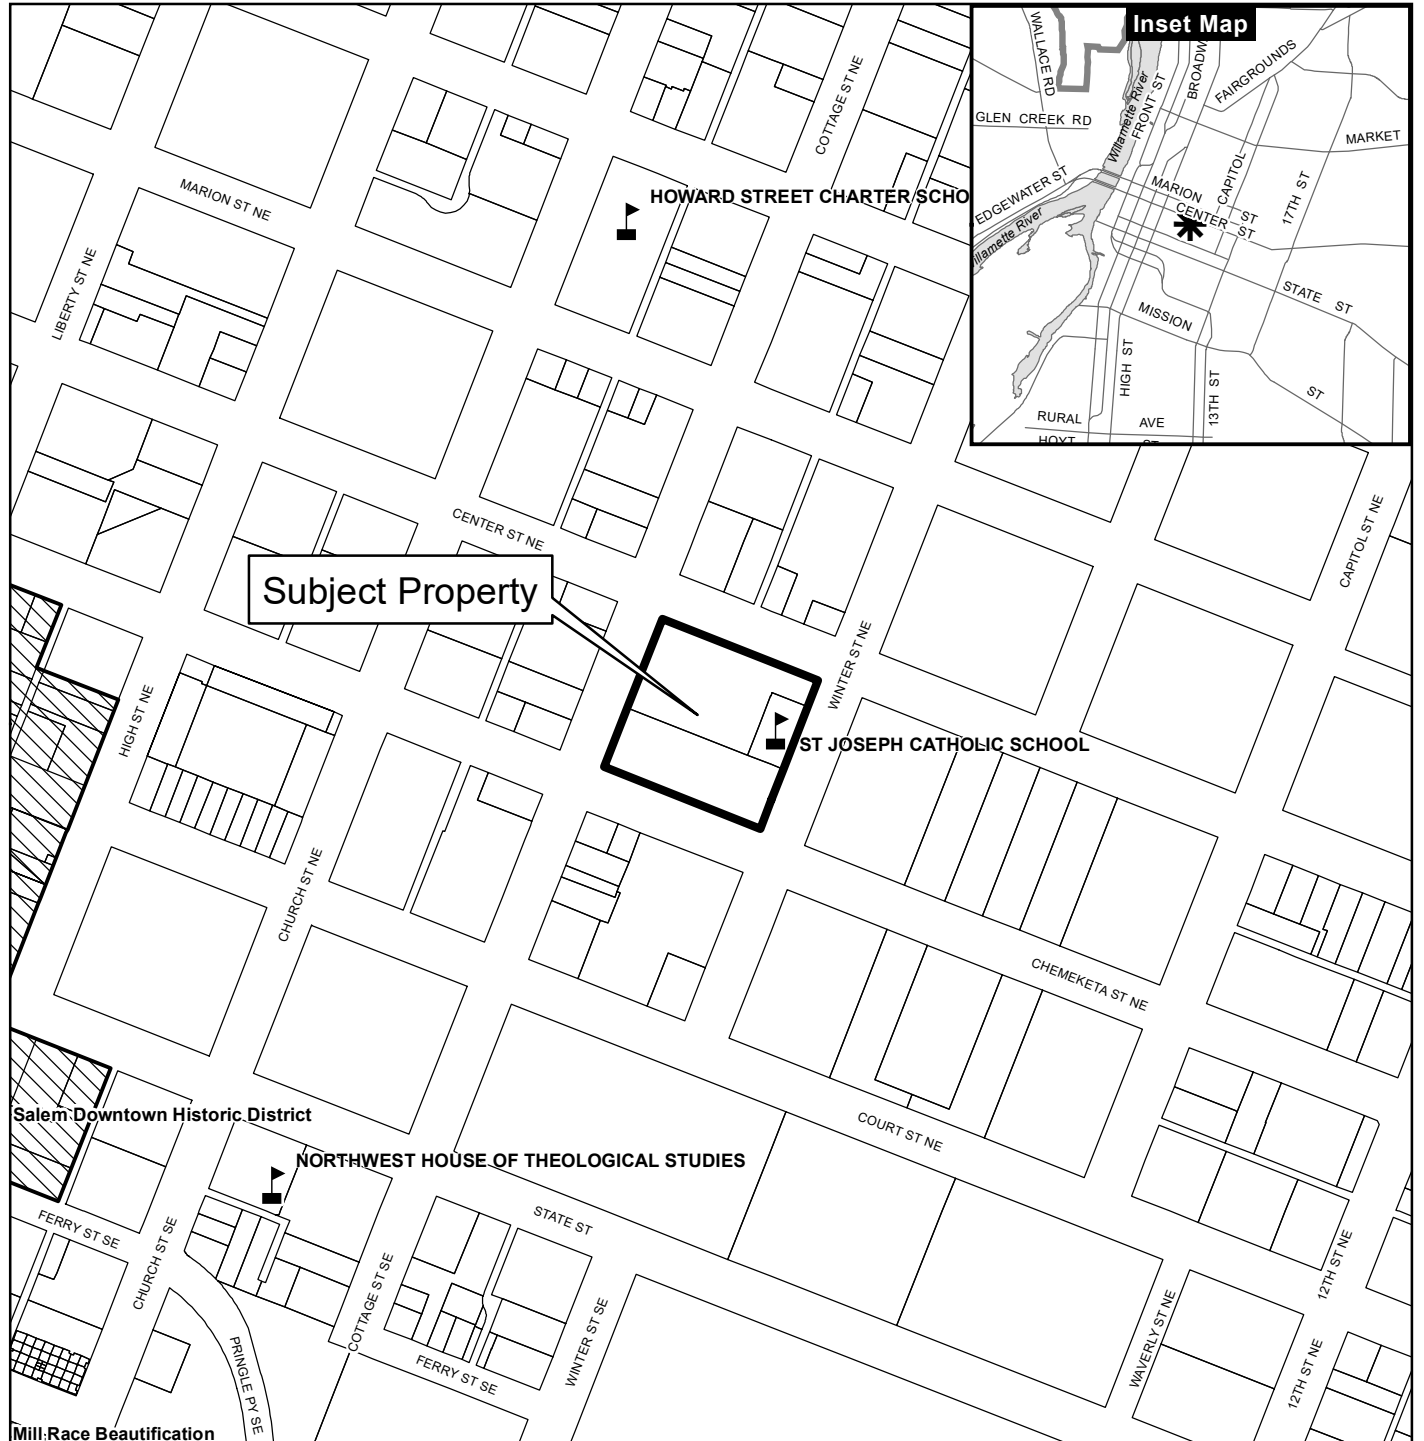 Inset Map
WALLACE RD
GLEN CREEK RD
Willamette River
FRONT ST
BROADW
FAIRGROUNDS
MARKET
EDGEWATER ST
illamette River
MARION ST
CENTER ST
CAPITOL
17TH ST
STATE ST
MISSION ST
HIGH ST
13TH ST
RURAL AVE
HOYT ST
COTTAGE ST NE
MARION ST NE
HOWARD STREET CHARTER SCHO
LIBERTY ST NE
CENTER ST NE
CAPITOL ST NE
Subject Property
WINTER ST NE
HIGH ST NE
ST JOSEPH CATHOLIC SCHOOL
CHURCH ST NE
CHEMEKETA ST NE
Salem Downtown Historic District
COURT ST NE
NORTHWEST HOUSE OF THEOLOGICAL STUDIES
FERRY ST SE
CHURCH ST SE
STATE ST
COTTAGE ST SE
12TH ST NE
PRINGLE PY SE
FERRY ST SE
WINTER ST SE
WAVERLY ST NE
12TH ST NE
Mill Race Beautification